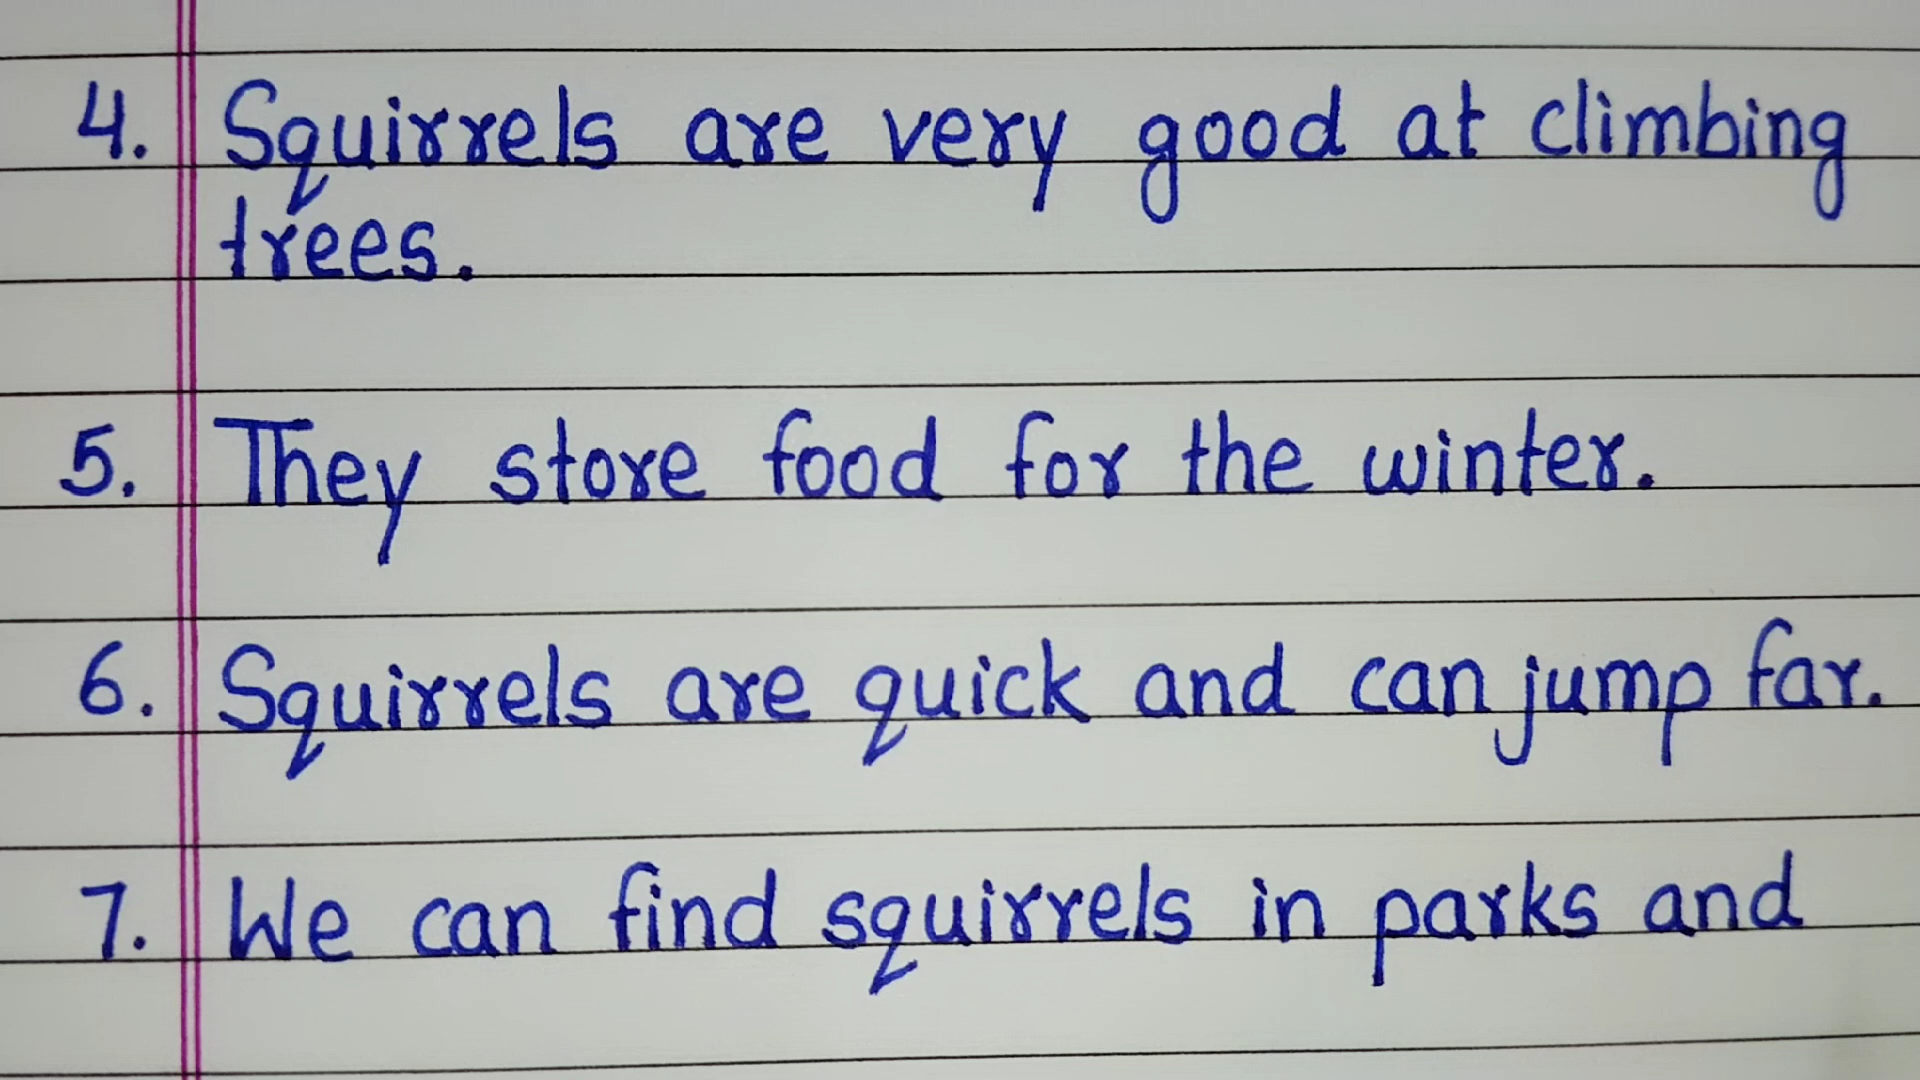 4. Squirrels are very good at climbing
trees.
5. They store food for the winter.
6. Squirrels are quick and can jump far.
7. We can find squirrels in parks and